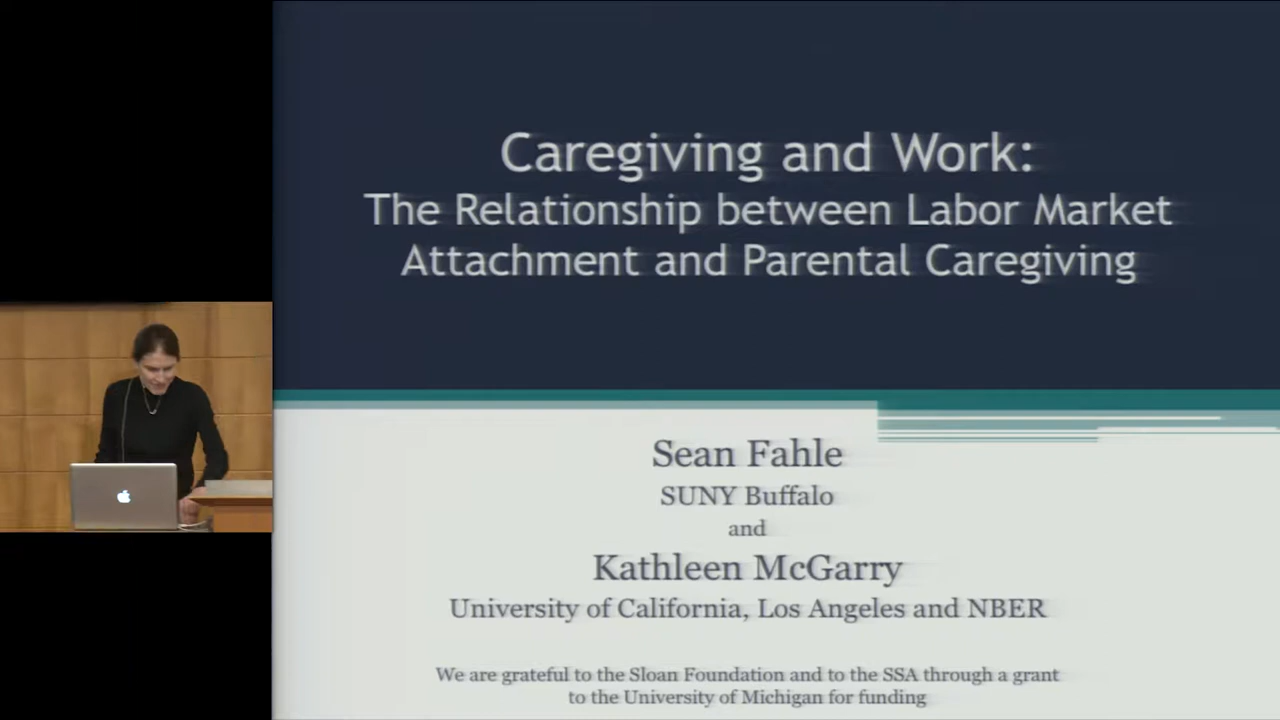 Caregiving and Work:
The Relationship between Labor Market
Attachment and Parental Caregiving
Sean Fahle
SUNY Buffalo
and
Kathleen McGarry
University of California, Los Angeles and NBER
We are grateful to the Sloan Foundation and to the SSA through a grant
to the University of Michigan for funding